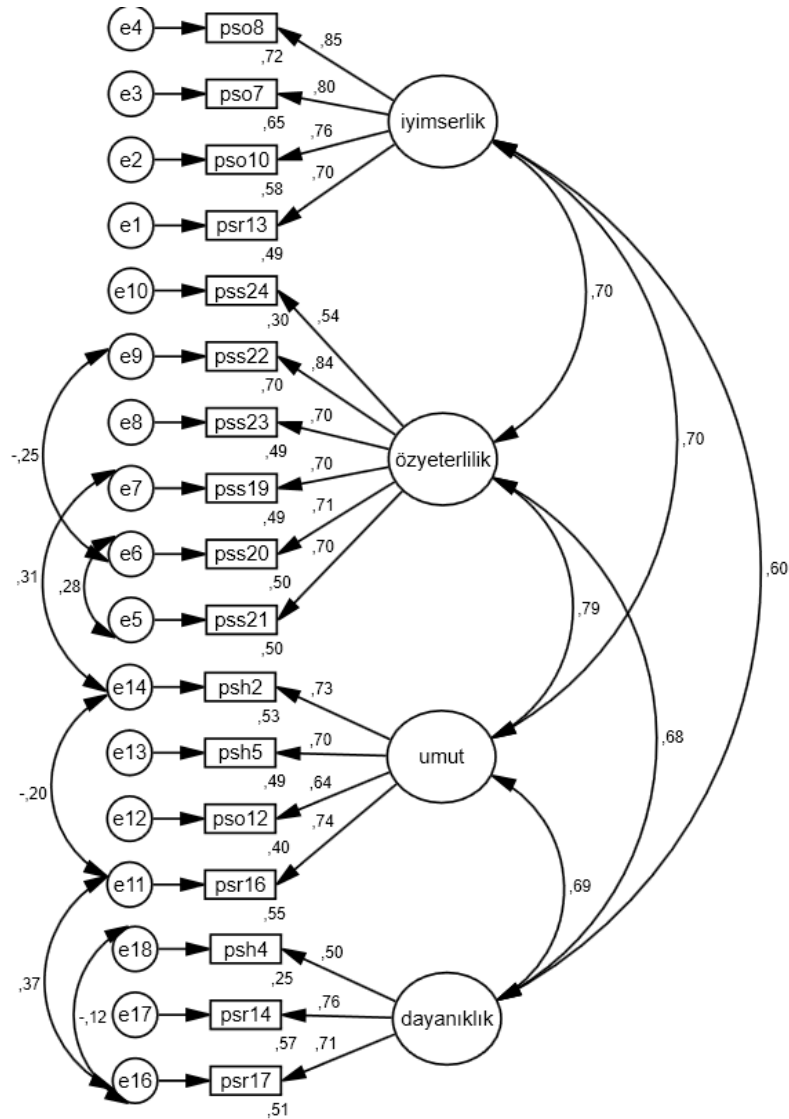 e4 pso8 ,85
,72
e3 pso7 ,80
,65 iyimserlik
e2 pso10 ,76
,58
e1 psr13 ,70
,49
e10 pss24 ,70
,30 ,54
e9 pss22 ,84
,70
e8 pss23 ,70 ,70
-,25 ,49 özyeterlilik
e7 pss19 ,70
,49 ,71
e6 pss20 ,70
,31 ,28 ,50 ,60
e5 pss21 ,79
,50
e14 psh2 ,73
,53
e13 psh5 ,70 umut ,68
,49 ,64
-,20 e12 pso12 ,74
,40
e11 psr16 ,69
,55
e18 psh4 ,50
,37 ,25
-,12 e17 psr14 ,76 dayanıklık
,57 ,71
e16 psr17
,51